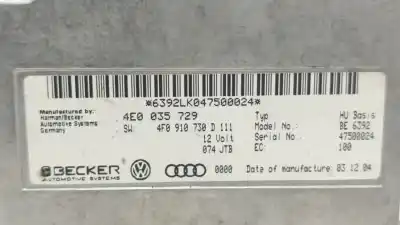 *6392LK047500024*
Manufactured by:
Harman/Becker
Automotive Systems
Germany
4E0 035 729
SW 4F0 910 730 D 111
12 Volt
074 JTB
Typ HU Basis
Model No.: BE 6392
Serial No.: 47500024
EC: 100
BECKER
AUTOMOTIVE SYSTEMS
0000
Date of manufacture: 03.12.04